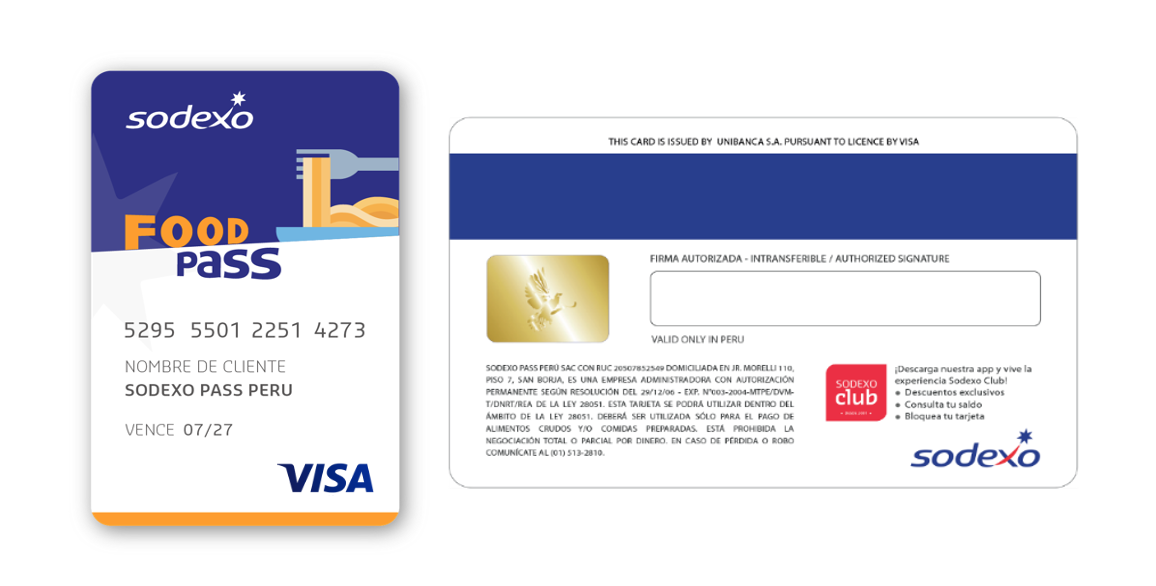 sodexo
FOOD
Pass
5295 5501 2251 4273
NOMBRE DE CLIENTE
SODEXO PASS PERU
VENCE 07/27
VISA
THIS CARD IS ISSUED BY UNIBANCA S.A. PURSUANT TO LICENCE BY VISA
FIRMA AUTORIZADA - INTRANSFERIBLE / AUTHORIZED SIGNATURE
VALID ONLY IN PERU
SODEXO PASS PERÚ SAC CON RUC 20507852549 DOMICILIADA EN JR. MORELLI 110,
PISO 7, SAN BORJA, ES UNA EMPRESA ADMINISTRADORA CON AUTORIZACIÓN
PERMANENTE SEGÚN RESOLUCIÓN DEL 29/12/06 - EXP. N°003-2004-MTPE/DVM-
T/DNRT/REA DE LA LEY 28051. ESTA TARJETA SE PODRÁ UTILIZAR DENTRO DEL
ÁMBITO DE LA LEY 28051. DEBERÁ SER UTILIZADA SÓLO PARA EL PAGO DE
ALIMENTOS CRUDOS Y/O COMIDAS PREPARADAS. ESTÁ PROHIBIDA LA
NEGOCIACIÓN TOTAL O PARCIAL POR DINERO. EN CASO DE PÉRDIDA O ROBO
COMUNÍCATE AL (01) 513-2810.
SODEXO
club
¡Descarga nuestra app y vive la
experiencia Sodexo Club!
● Descuentos exclusivos
● Consulta tu saldo
● Bloquea tu tarjeta
sodexo